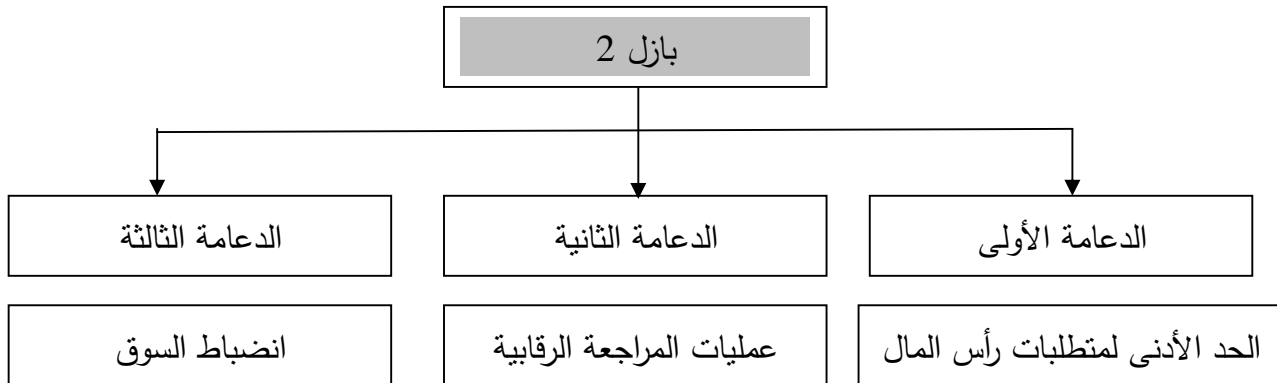 بازل 2
الدعامة الأولى
الدعامة الثانية
الدعامة الثالثة
الحد الأدنى لمتطلبات رأس المال
عمليات المراجعة الرقابية
انضباط السوق